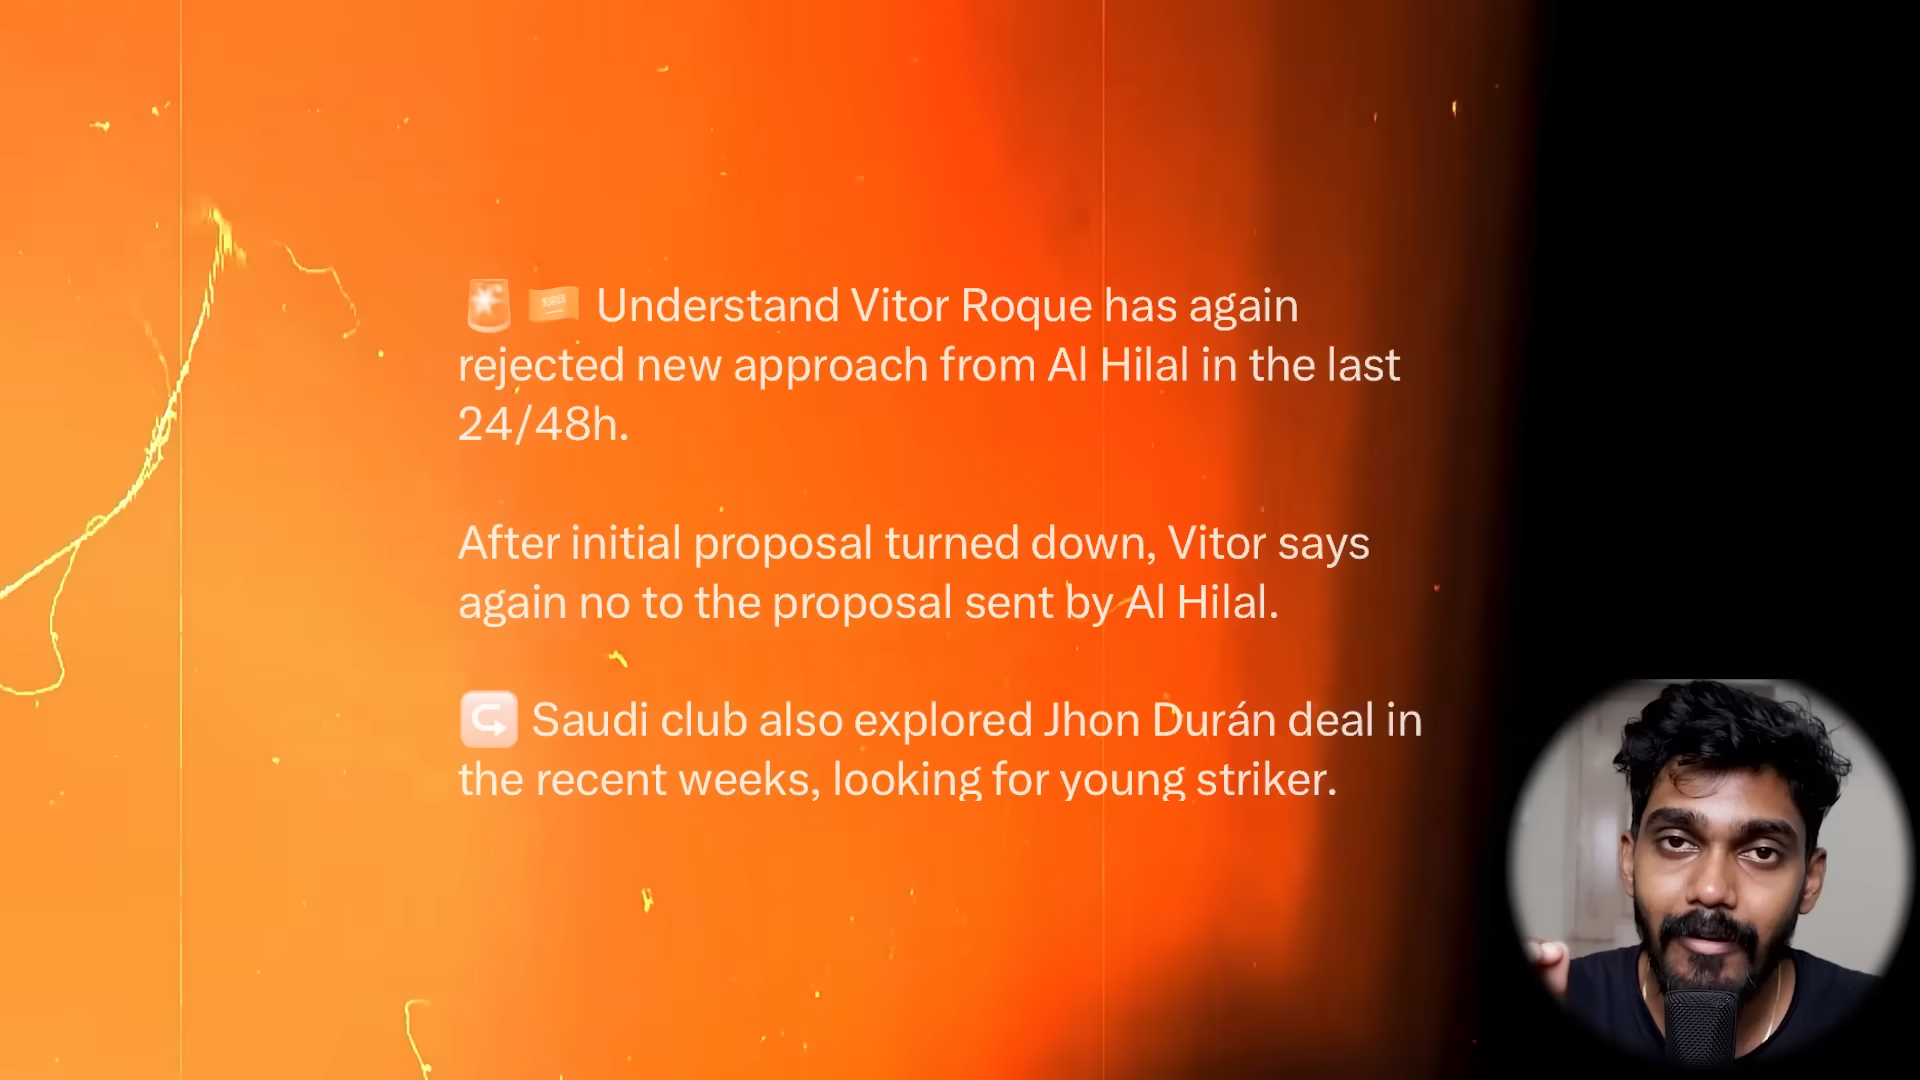 🚨🇸🇦 Understand Vitor Roque has again
rejected new approach from Al Hilal in the last
24/48h.
After initial proposal turned down, Vitor says
again no to the proposal sent by Al Hilal.
↪️ Saudi club also explored Jhon Durán deal in
the recent weeks, looking for young striker.